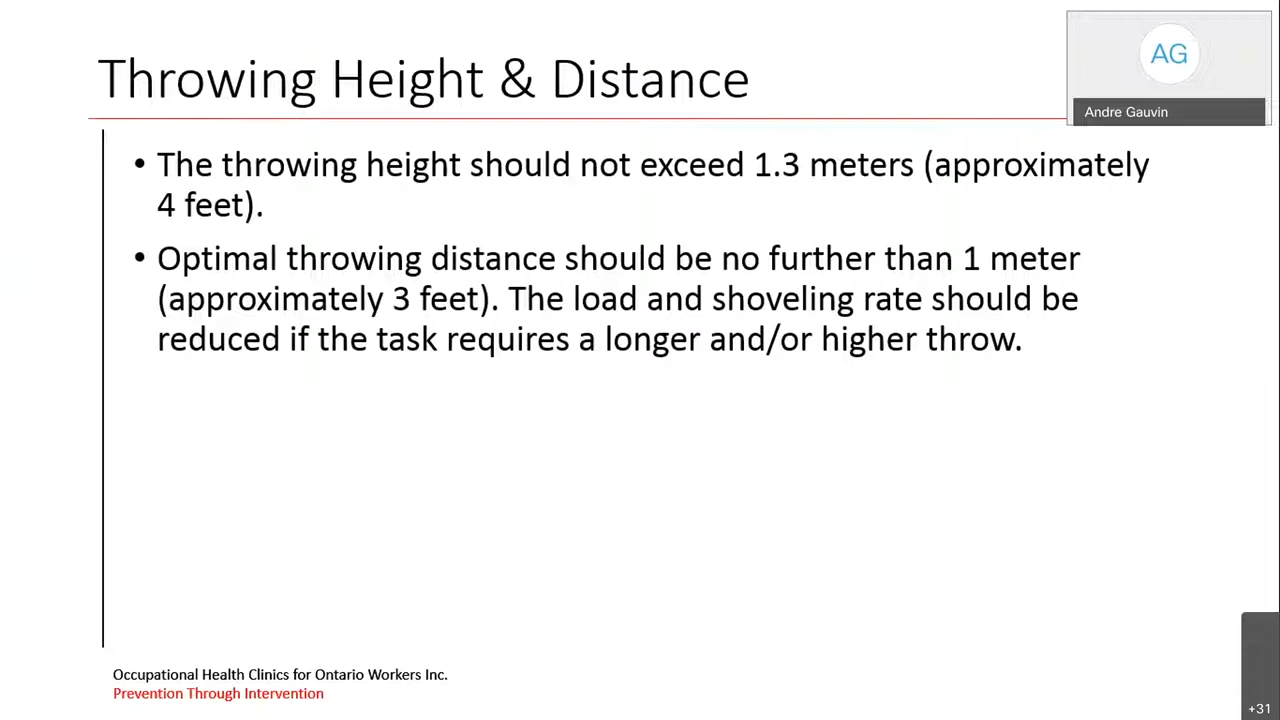 Throwing Height & Distance
AG
Andre Gauvin
• The throwing height should not exceed 1.3 meters (approximately
4 feet).
• Optimal throwing distance should be no further than 1 meter
(approximately 3 feet). The load and shoveling rate should be
reduced if the task requires a longer and/or higher throw.
Occupational Health Clinics for Ontario Workers Inc.
Prevention Through Intervention
+31